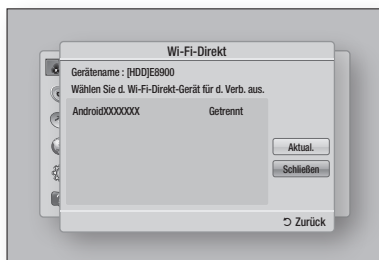 Wi-Fi-Direkt
Gerätename : [HDD]E8900
Wählen Sie d. Wi-Fi-Direkt-Gerät für d. Verb. aus.
AndroidXXXXXXX Getrennt
Aktual.
Schließen
Zurück